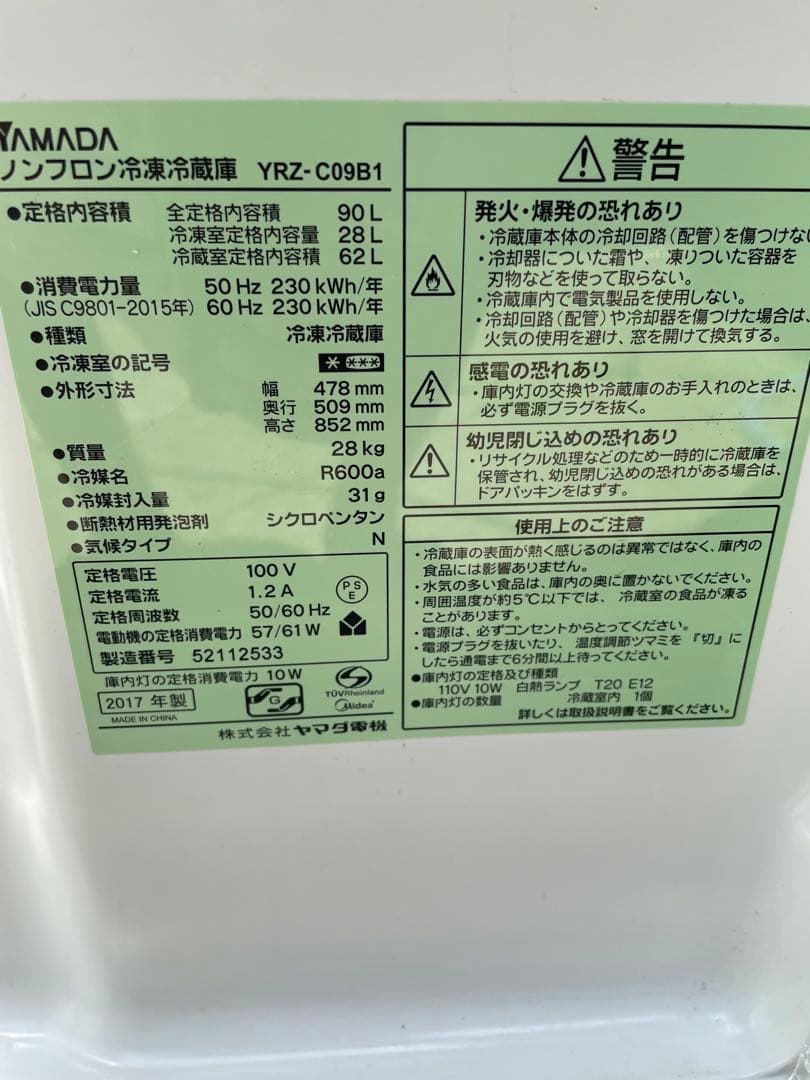 YAMADA
ノンフロン冷凍冷蔵庫 YRZ-C09B1
●定格内容積 全定格内容積 90 L
冷凍室定格内容量 28 L
冷蔵室定格内容積 62 L
●消費電力量 50 Hz 230 kWh/年
(JIS C9801-2015年) 60 Hz 230 kWh/年
●種類 冷凍冷蔵庫
●冷凍室の記号
●外形寸法 幅 478 mm
奥行 509 mm
高さ 852 mm
●質量 28 kg
●冷媒名 R600a
●冷媒封入量 31 g
●断熱材用発泡剤 シクロペンタン
●気候タイプ N
定格電圧 100 V
定格電流 1.2 A
定格周波数 50/60 Hz
電動機の定格消費電力 57/61 W
製造番号 52112533
PS
E
庫内灯の定格消費電力 10W
2017 年製
MADE IN CHINA
G
TÜVRheinland
Midea
株式会社ヤマダ電機
警告
発火・爆発の恐れあり
・冷蔵庫本体の冷却回路（配管）を傷つけない
・冷却器についた霜や、凍りついた容器を
刃物などを使って取らない。
・冷蔵庫内で電気製品を使用しない。
・冷却回路（配管）や冷却器を傷つけた場合は、
火気の使用を避け、窓を開けて換気する。
感電の恐れあり
・庫内灯の交換や冷蔵庫のお手入れのときは、
必ず電源プラグを抜く。
幼児閉じ込めの恐れあり
・リサイクル処理などのため一時的に冷蔵庫を
保管され、幼児閉じ込めの恐れがある場合は、
ドアパッキンをはずす。
使用上のご注意
・冷蔵庫の表面が熱く感じるのは異常ではなく、庫内の
食品には影響ありません。
・水気の多い食品は、庫内の奥に置かないでください。
・周囲温度が約5℃以下では、冷蔵室の食品が凍る
ことがあります。
・電源は、必ずコンセントからとってください。
・電源プラグを抜いたり、温度調節ツマミを『切』に
したら通電まで6分間以上待ってください。
●庫内灯の定格及び種類
110V 10W 白熱ランプ T20 E12
●庫内灯の数量 冷蔵室内 1個
詳しくは取扱説明書をご覧ください。